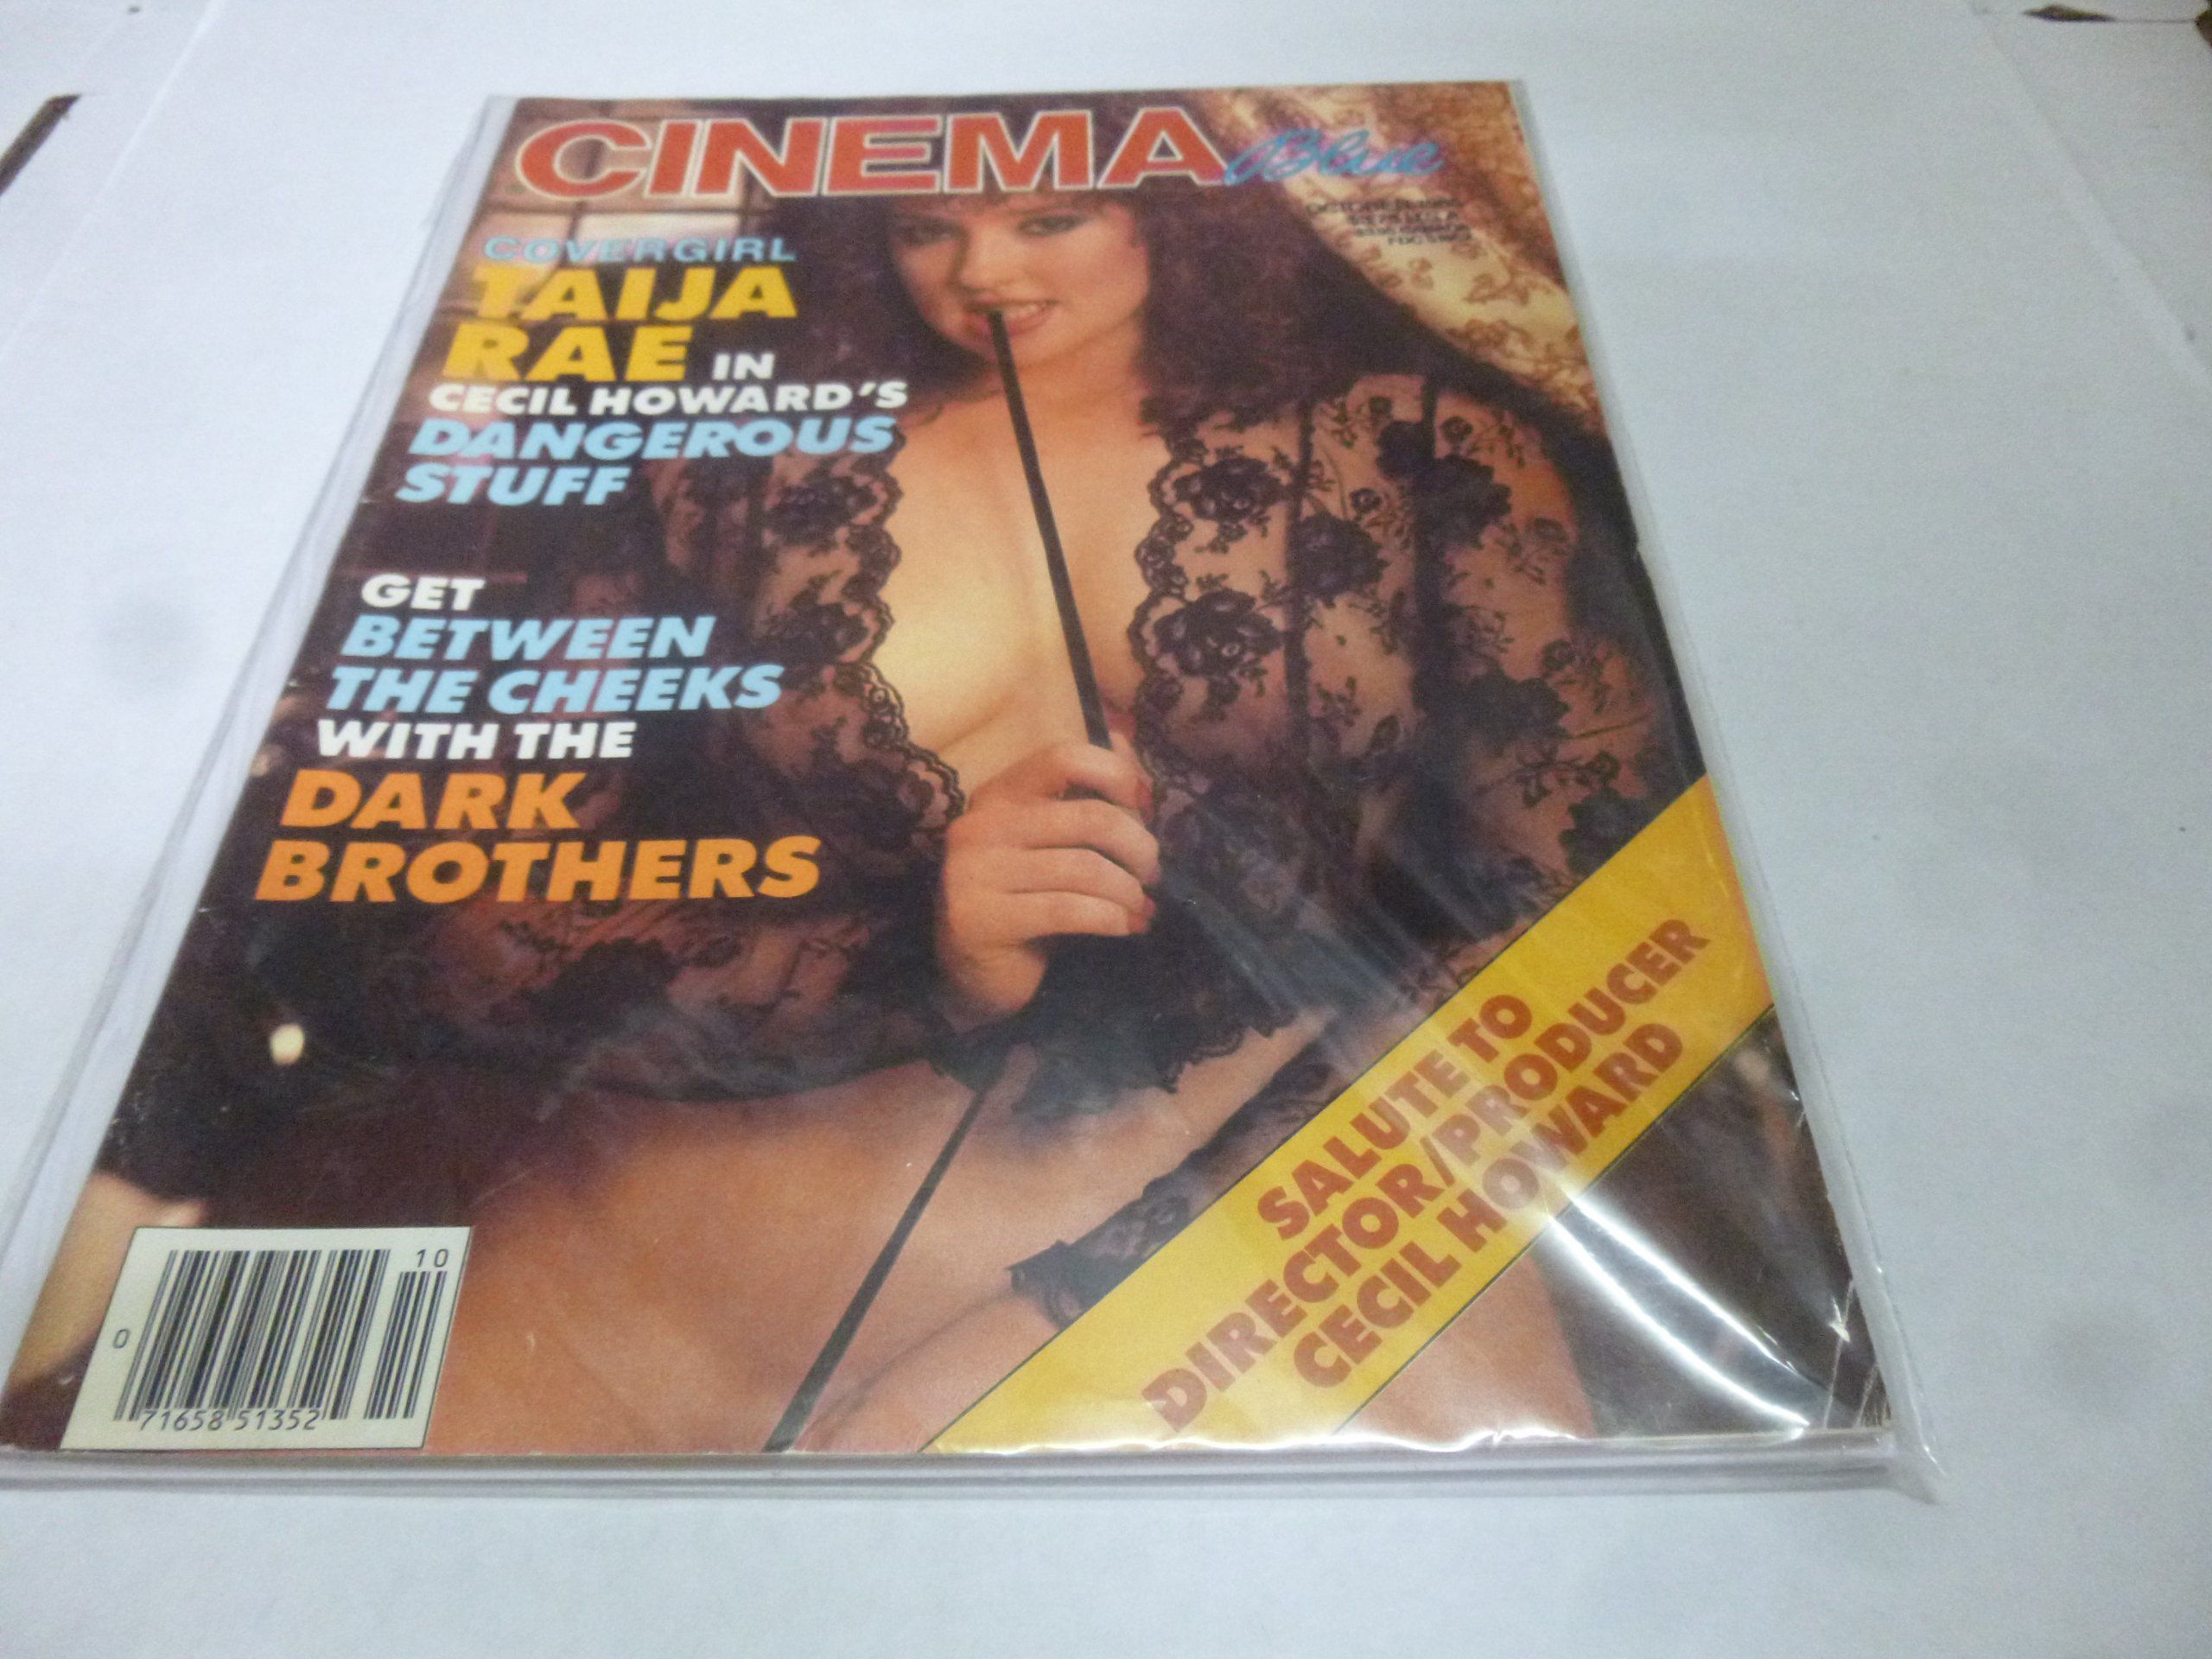 CINEMA Blue
COVERGIRL
TAIJA
RAE IN
CECIL HOWARD'S
DANGEROUS
STUFF
GET
BETWEEN
THE CHEEKS
WITH THE
DARK
BROTHERS
SALUTE TO
DIRECTOR/PRODUCER
CECIL HOWARD
10
0 71658 51352